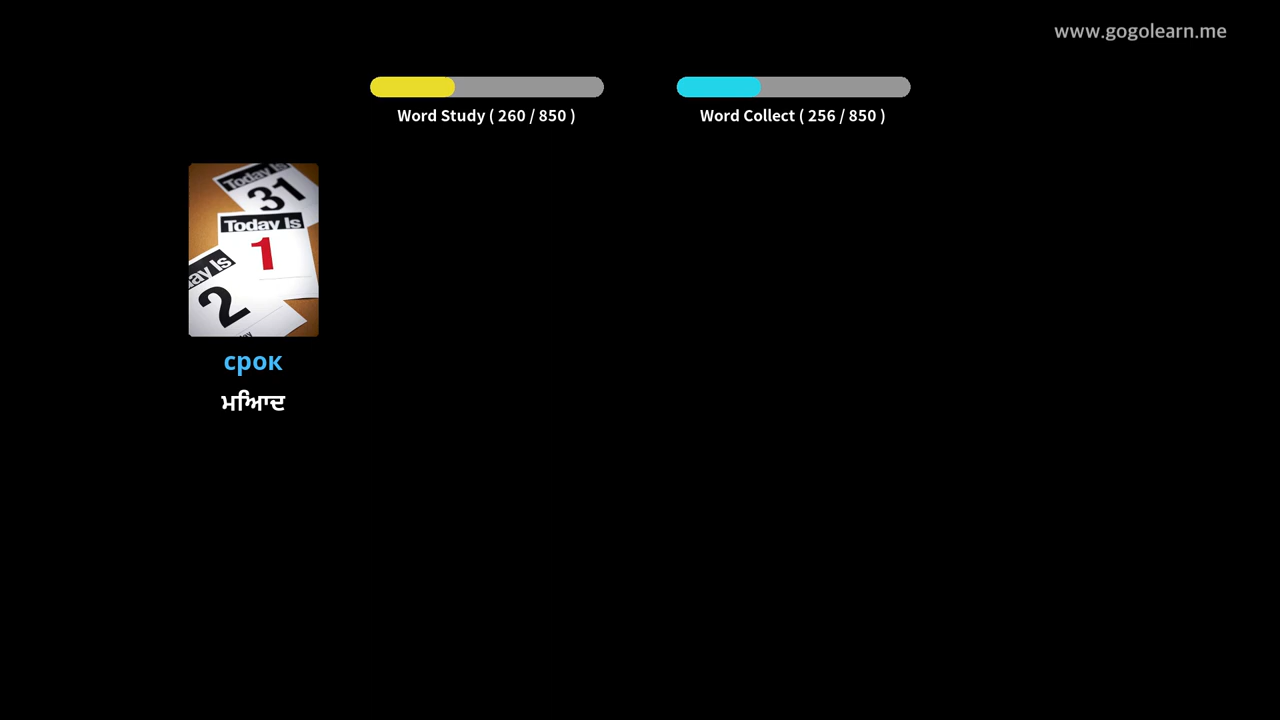 www.gogolearn.me
Word Study ( 260 / 850 )
Word Collect ( 256 / 850 )
Today Is
31
Today Is
1
ay Is
2
срок
ਮਿਆਦ